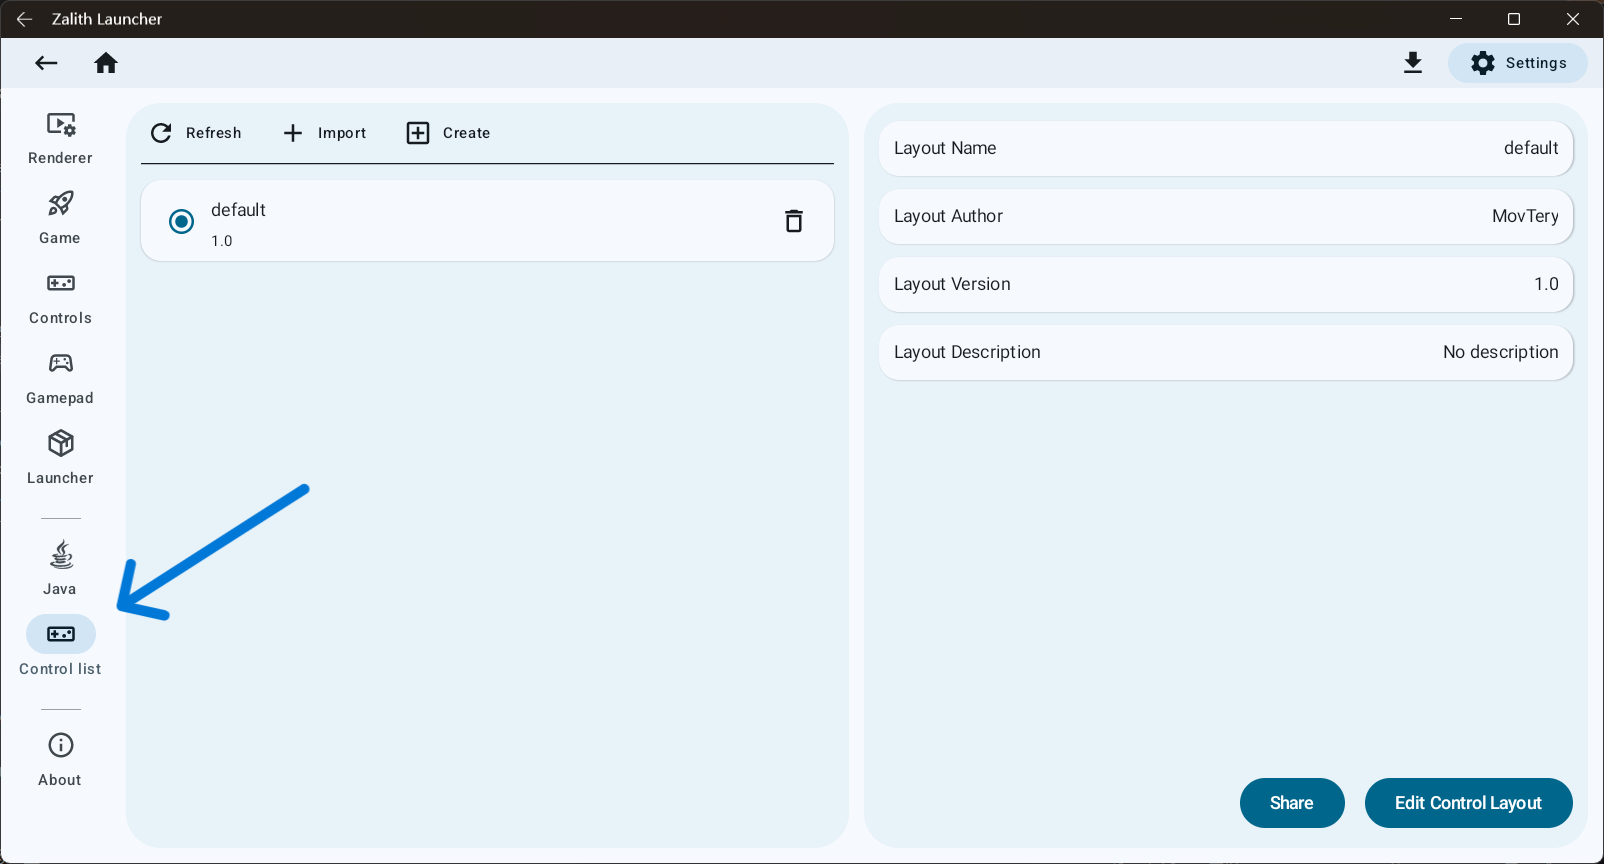 Zalith Launcher
Settings
Renderer
Game
Controls
Gamepad
Launcher
Java
Control list
About
Refresh Import Create
default
1.0
Layout Name default
Layout Author MovTery
Layout Version 1.0
Layout Description No description
Share Edit Control Layout